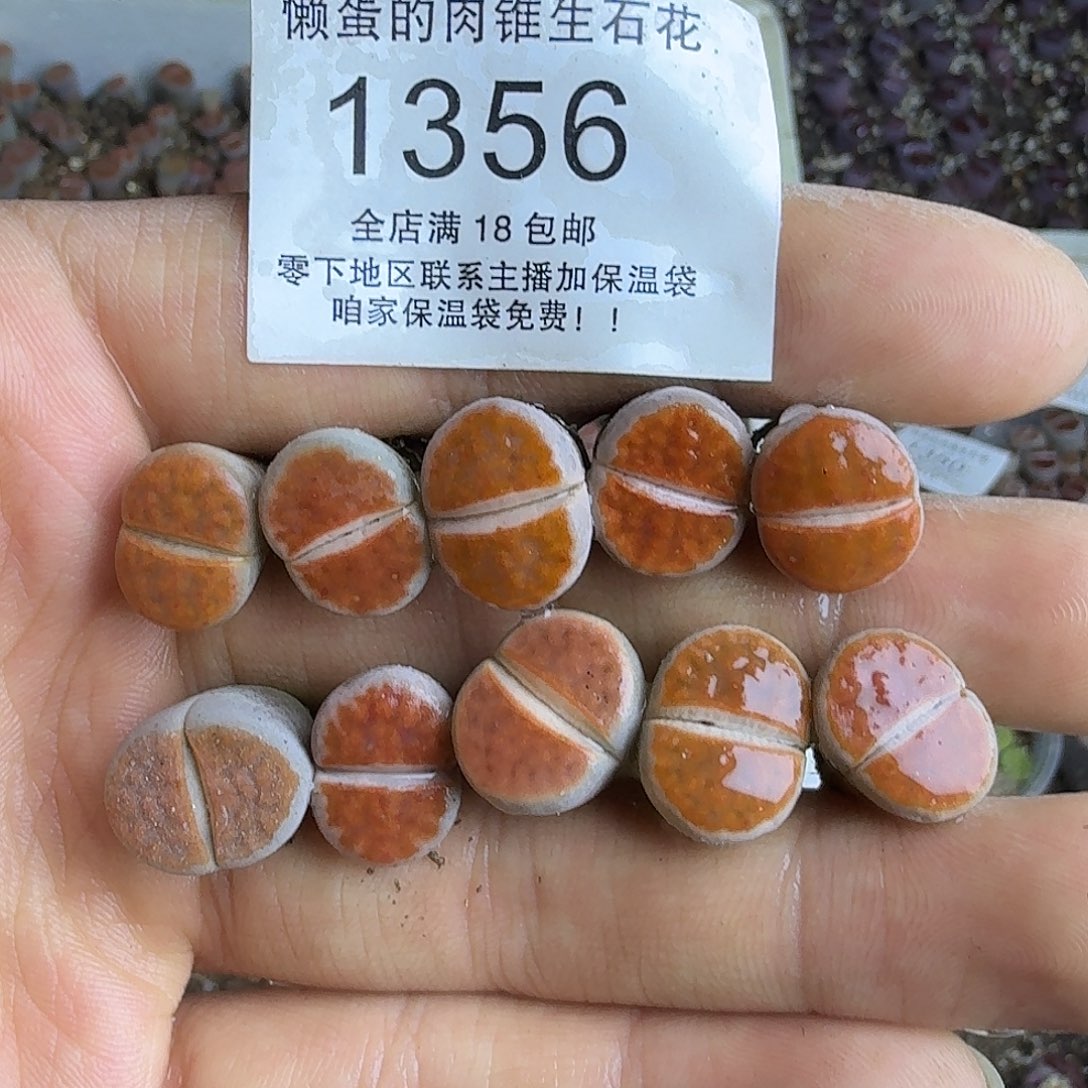 懒蛋的肉锥生石花
1356
全店满 18 包邮
零下地区联系主播加保温袋
咱家保温袋免费！！